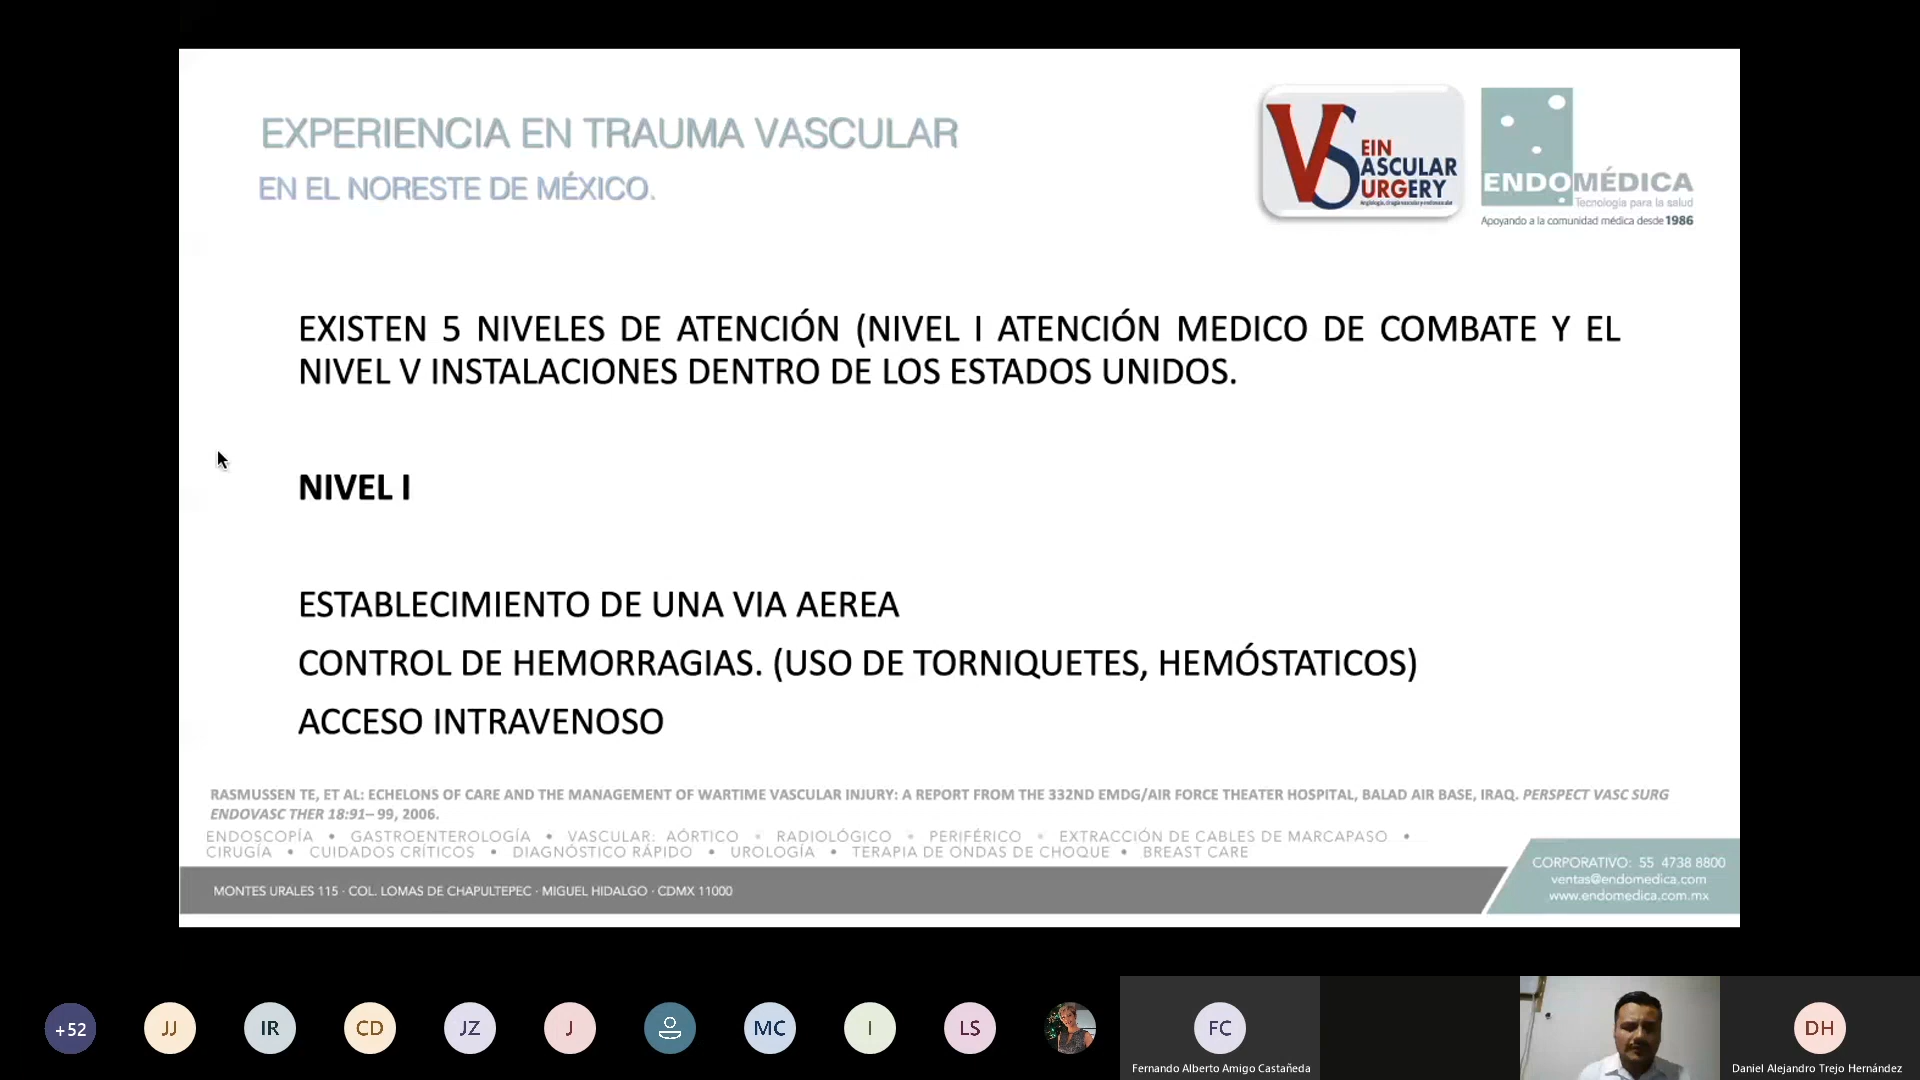 EXPERIENCIA EN TRAUMA VASCULAR
EN EL NORESTE DE MÉXICO.
VS
EIN
ASCULAR
URGERY
Angiología, cirugía vascular y endovascular
ENDOMÉDICA
Tecnología para la salud
Apoyando a la comunidad médica desde 1986
EXISTEN 5 NIVELES DE ATENCIÓN (NIVEL I ATENCIÓN MEDICO DE COMBATE Y EL
NIVEL V INSTALACIONES DENTRO DE LOS ESTADOS UNIDOS.
NIVEL I
ESTABLECIMIENTO DE UNA VIA AEREA
CONTROL DE HEMORRAGIAS. (USO DE TORNIQUETES, HEMÓSTATICOS)
ACCESO INTRAVENOSO
RASMUSSEN TE, ET AL: ECHELONS OF CARE AND THE MANAGEMENT OF WARTIME VASCULAR INJURY: A REPORT FROM THE 332ND EMDG/AIR FORCE THEATER HOSPITAL, BALAD AIR BASE, IRAQ. PERSPECT VASC SURG
ENDOVASC THER 18:91– 99, 2006.
ENDOSCOPÍA • GASTROENTEROLOGÍA • VASCULAR: AÓRTICO • RADIOLÓGICO • PERIFÉRICO • EXTRACCIÓN DE CABLES DE MARCAPASO •
CIRUGÍA • CUIDADOS CRÍTICOS • DIAGNÓSTICO RÁPIDO • UROLOGÍA • TERAPIA DE ONDAS DE CHOQUE • BREAST CARE
MONTES URALES 115 · COL. LOMAS DE CHAPULTEPEC · MIGUEL HIDALGO · CDMX 11000
CORPORATIVO: 55 4738 8800
ventas@endomedica.com
www.endomedica.com.mx
+52
JJ
IR
CD
JZ
J
MC
I
LS
FC
DH
Fernando Alberto Amigo Castañeda
Daniel Alejandro Trejo Hernández